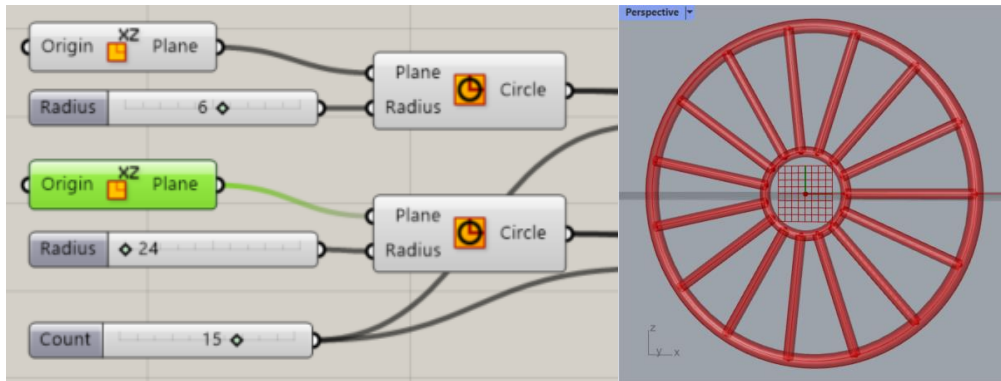 Origin XZ Plane
Radius 6
Plane
Radius
Circle
Origin XZ Plane
Radius 24
Plane
Radius
Circle
Count 15
Perspective
z
y x